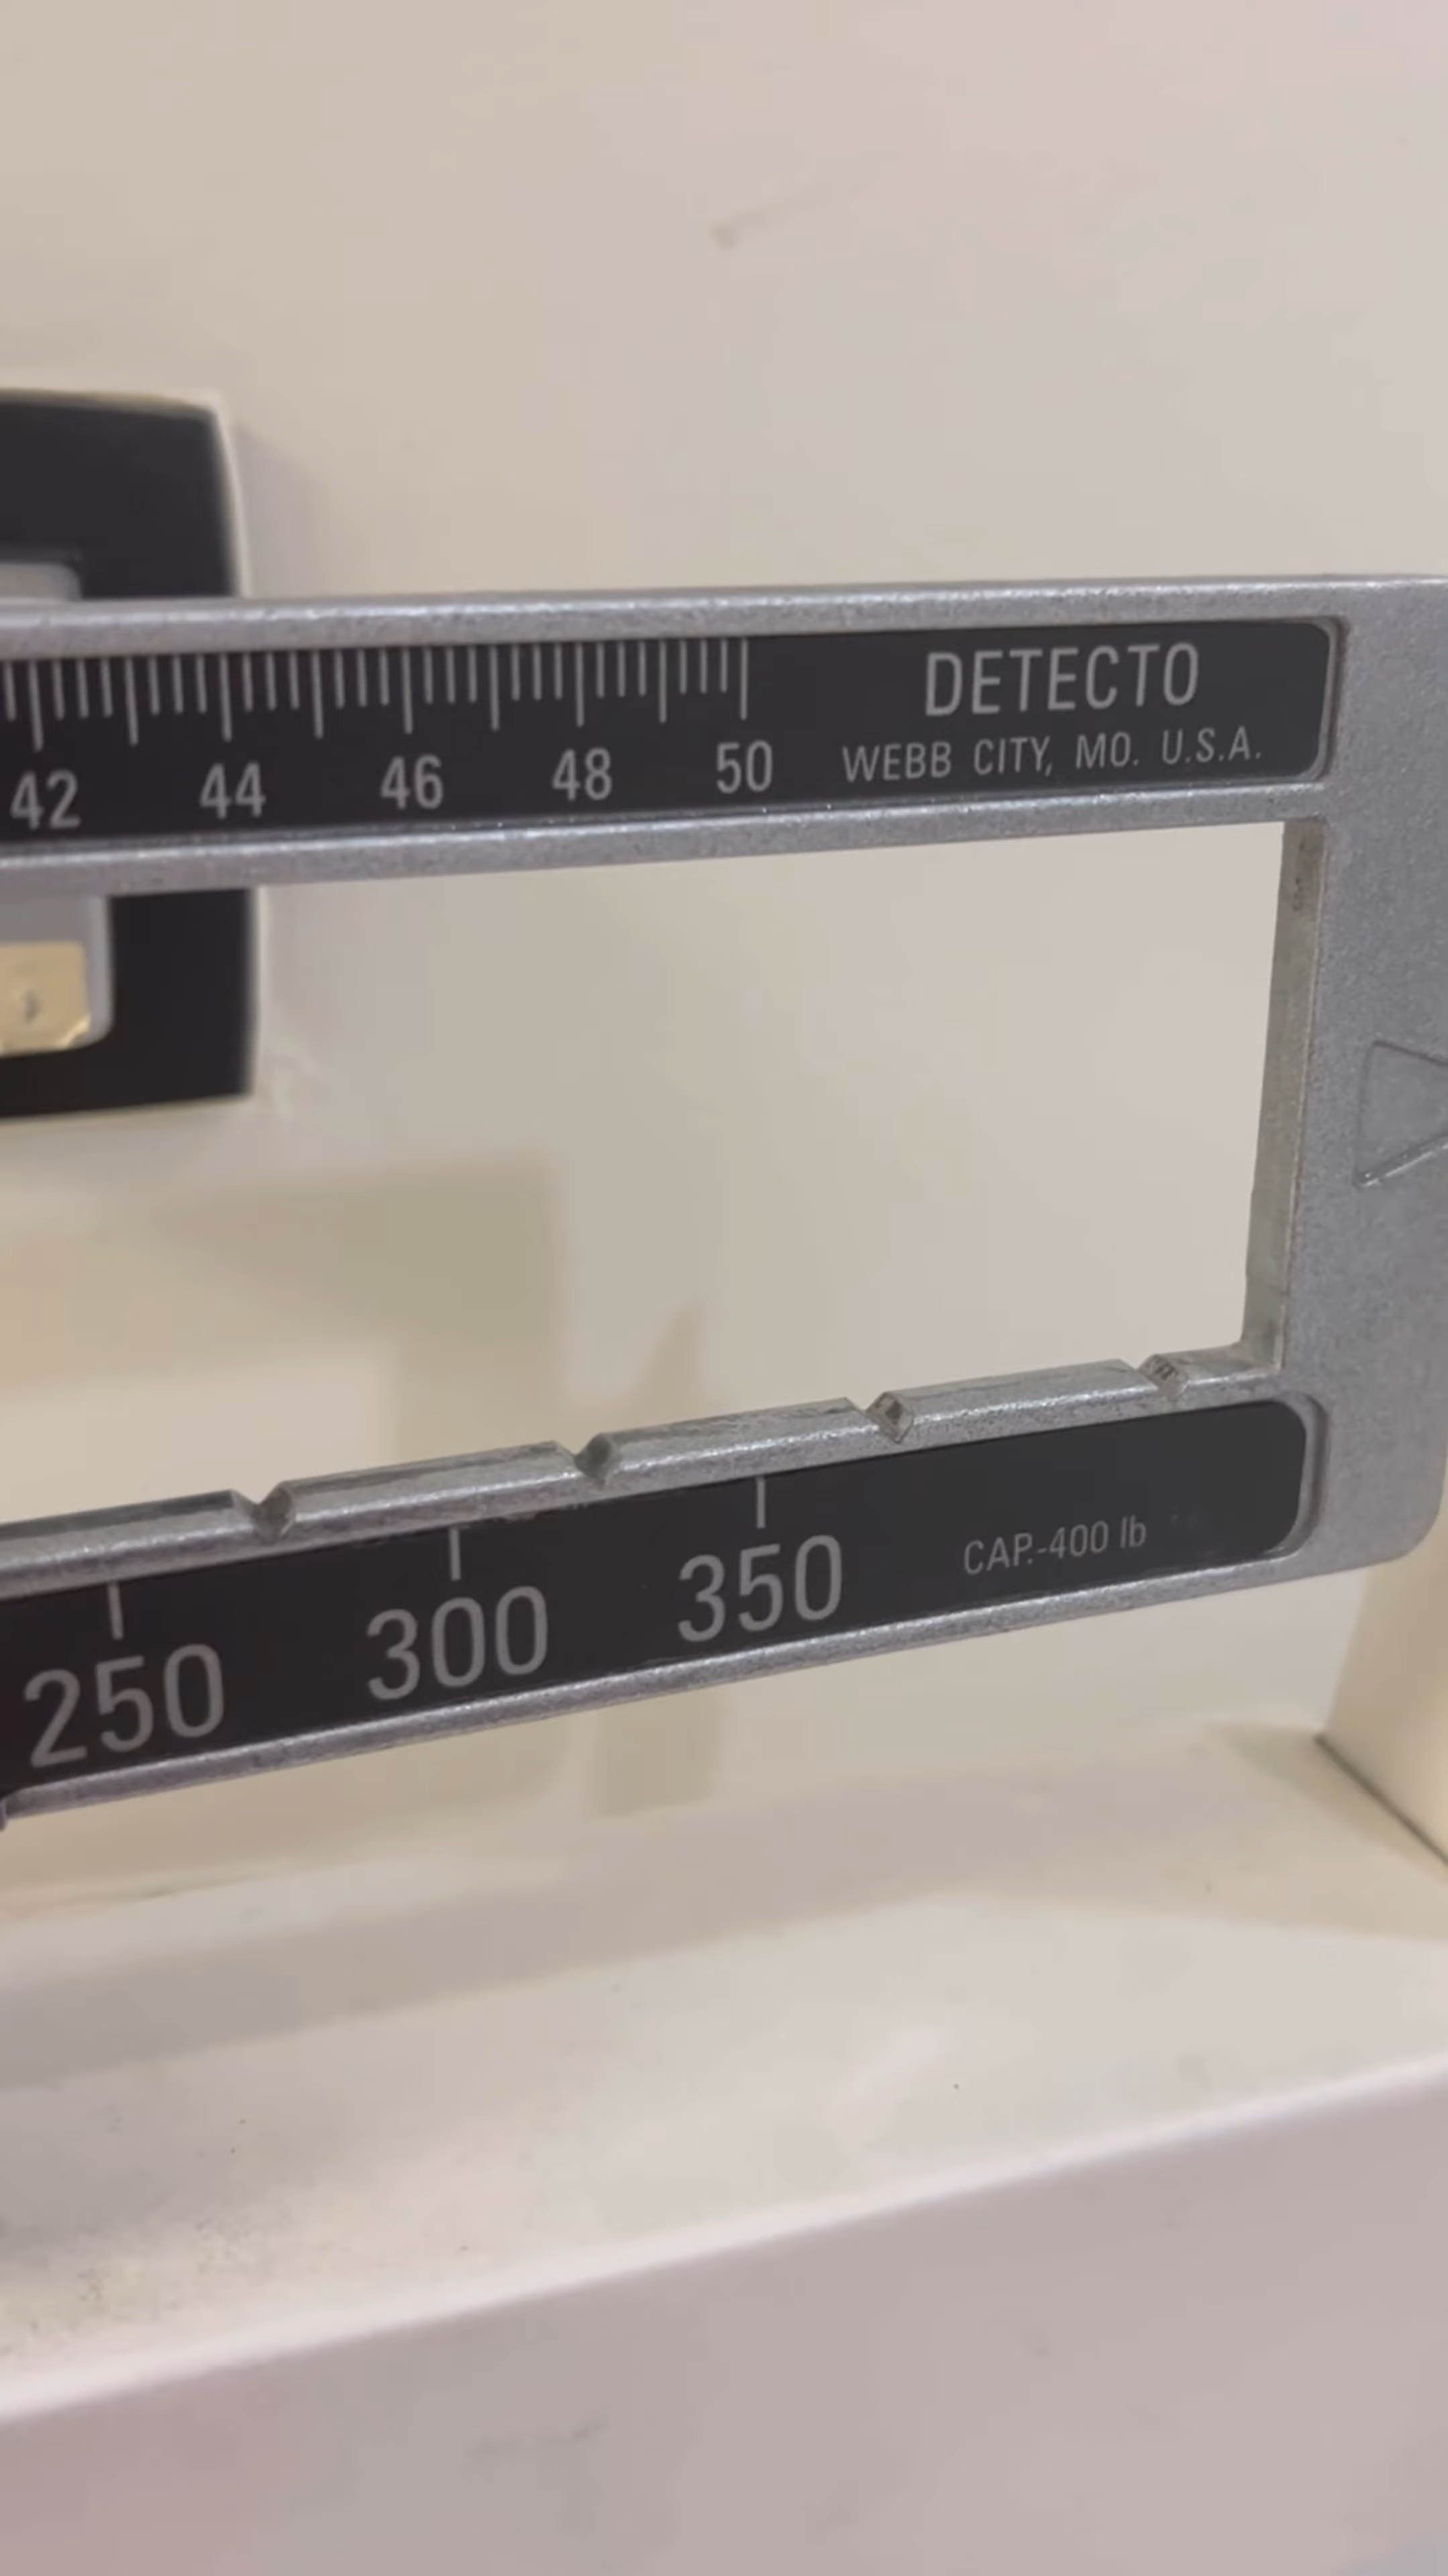 42 44 46 48 50
DETECTO
WEBB CITY, MO. U.S.A.
250 300 350
CAP.-400 lb